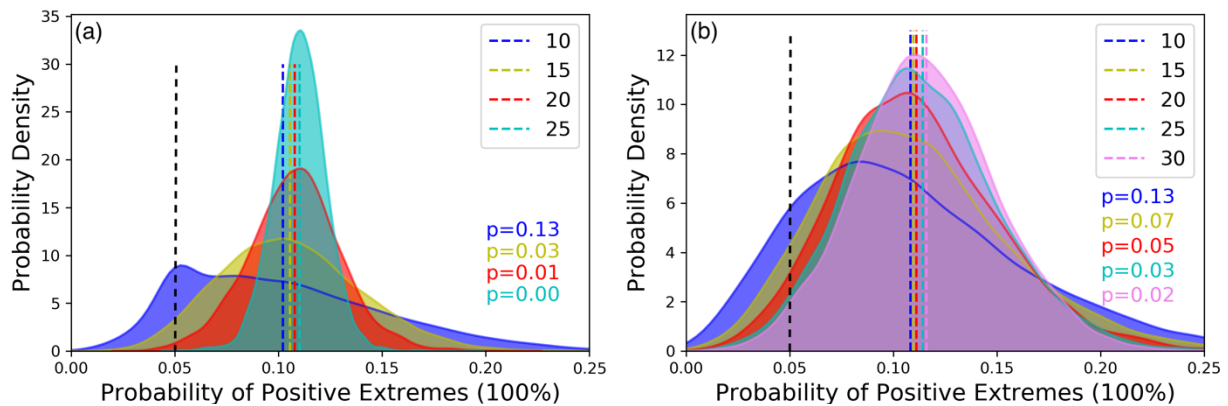 (a)
35
30
25
20
15
10
5
0
Probability Density
10
15
20
25
p=0.13
p=0.03
p=0.01
p=0.00
0.00 0.05 0.10 0.15 0.20 0.25
Probability of Positive Extremes (100%)
(b)
12
10
8
6
4
2
0
Probability Density
10
15
20
25
30
p=0.13
p=0.07
p=0.05
p=0.03
p=0.02
0.00 0.05 0.10 0.15 0.20 0.25
Probability of Positive Extremes (100%)